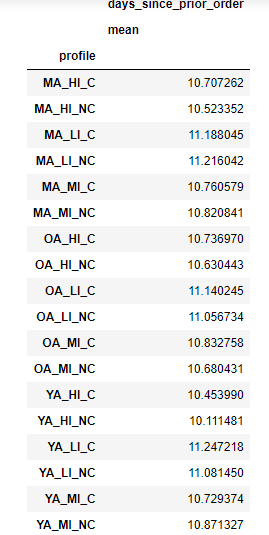 days_since_prior_order
mean
profile
MA_HI_C 10.707262
MA_HI_NC 10.523352
MA_LI_C 11.188045
MA_LI_NC 11.216042
MA_MI_C 10.760579
MA_MI_NC 10.820841
OA_HI_C 10.736970
OA_HI_NC 10.630443
OA_LI_C 11.140245
OA_LI_NC 11.056734
OA_MI_C 10.832758
OA_MI_NC 10.680431
YA_HI_C 10.453990
YA_HI_NC 10.111481
YA_LI_C 11.247218
YA_LI_NC 11.081450
YA_MI_C 10.729374
YA_MI_NC 10.871327